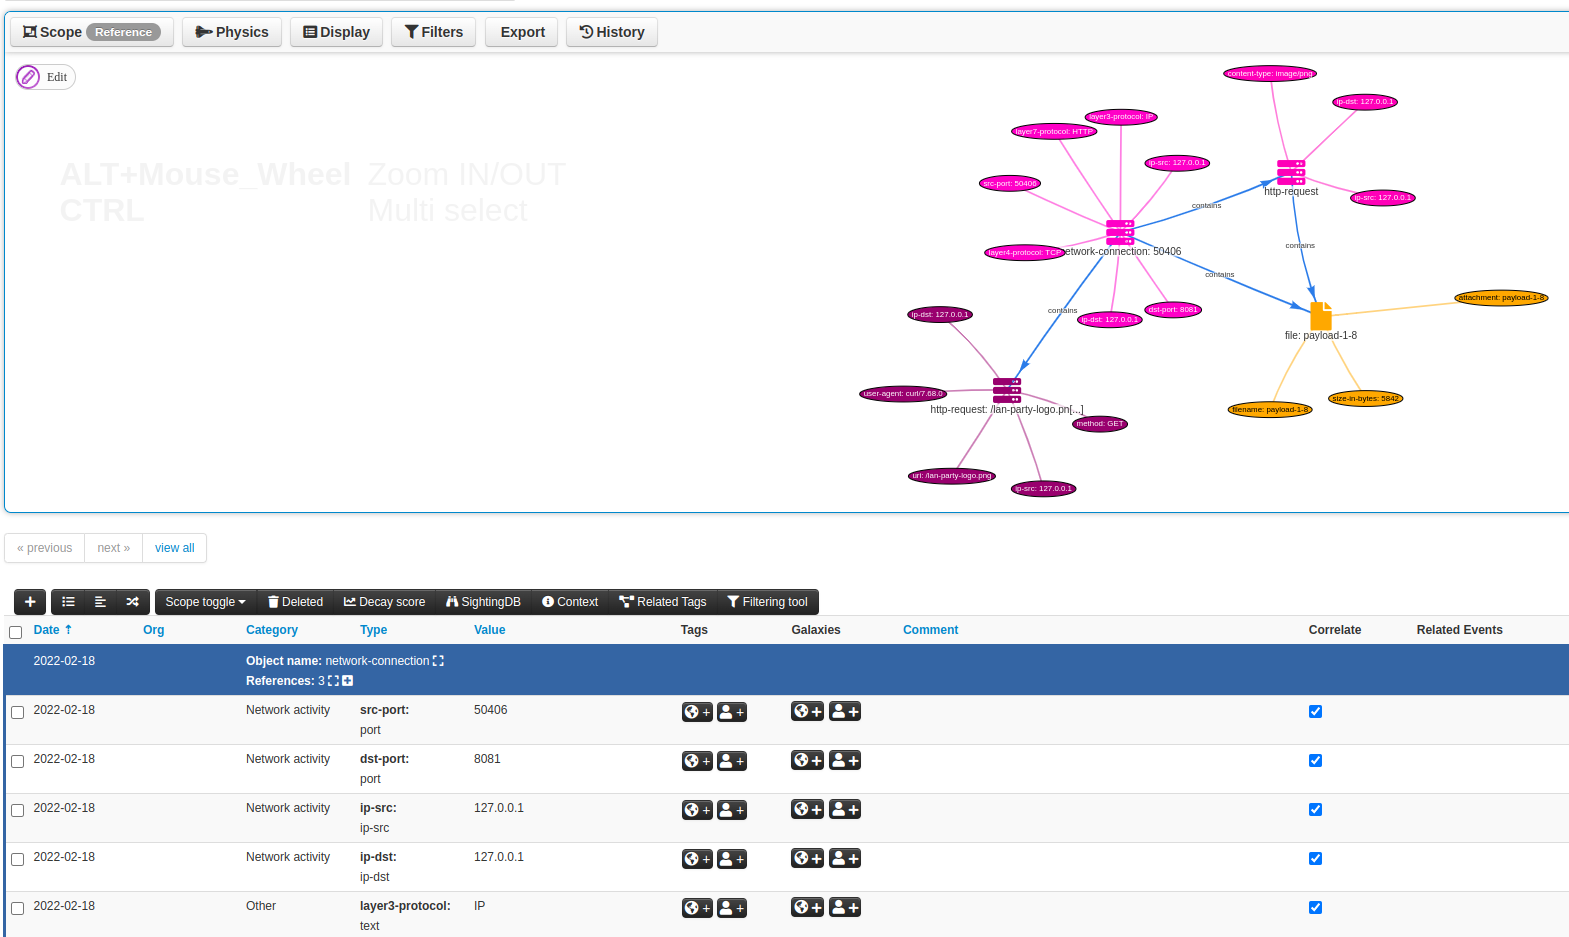 Scope Reference Physics Display Filters Export History
Edit
ALT+Mouse_Wheel Zoom IN/OUT
CTRL Multi select
content-type: image/png
ip-dst: 127.0.0.1
layer3-protocol: IP
layer7-protocol: HTTP
ip-src: 127.0.0.1
src-port: 50406
http-request
ip-src: 127.0.0.1
contains
layer4-protocol: TCP
etwork-connection: 50406
contains
contains
attachment: payload-1-8
contains
dst-port: 8081
ip-dst: 127.0.0.1
ip-dst: 127.0.0.1
file: payload-1-8
user-agent: curl/7.68.0
size-in-bytes: 5842
http-request: /lan-party-logo.pn[...]
filename: payload-1-8
method: GET
uri: /lan-party-logo.png
ip-src: 127.0.0.1
« previous next » view all
Scope toggle Deleted Decay score SightingDB Context Related Tags Filtering tool
Date Org Category Type Value Tags Galaxies Comment Correlate Related Events
2022-02-18 Object name: network-connection
References: 3
2022-02-18 Network activity src-port: 50406
port
2022-02-18 Network activity dst-port: 8081
port
2022-02-18 Network activity ip-src: 127.0.0.1
ip-src
2022-02-18 Network activity ip-dst: 127.0.0.1
ip-dst
2022-02-18 Other layer3-protocol: IP
text